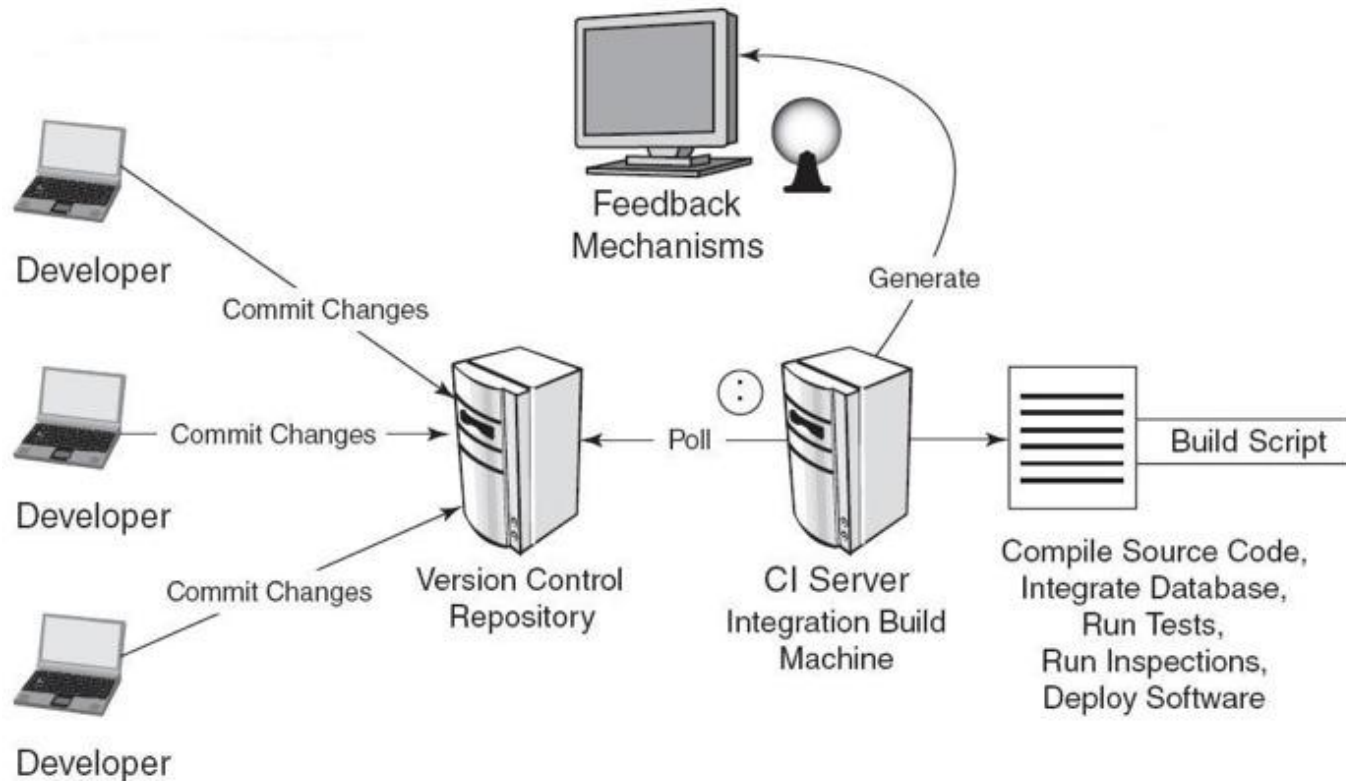 Feedback
Mechanisms
Developer
Generate
Commit Changes
Commit Changes
Poll
Build Script
Developer
Version Control
Repository
CI Server
Integration Build
Machine
Compile Source Code,
Integrate Database,
Run Tests,
Run Inspections,
Deploy Software
Commit Changes
Developer